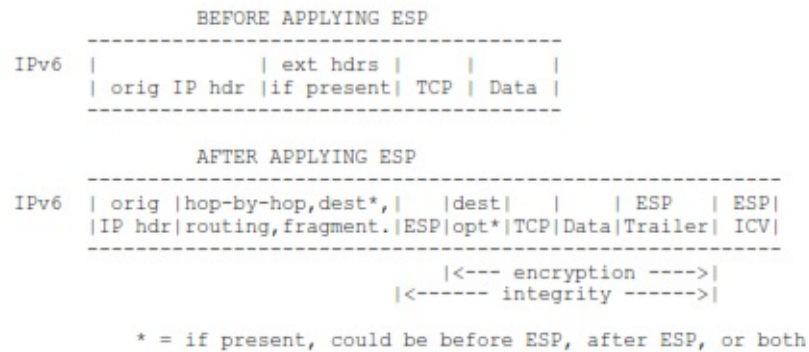 BEFORE APPLYING ESP
---------------------------------------
IPv6 | | ext hdrs | | |
| orig IP hdr |if present| TCP | Data |
---------------------------------------
AFTER APPLYING ESP
---------------------------------------------------------
IPv6 | orig |hop-by-hop,dest*,| |dest| | | ESP | ESP|
|IP hdr|routing,fragment.|ESP|opt*|TCP|Data|Trailer| ICV|
---------------------------------------------------------
|<--- encryption ---->|
|<------ integrity ------>|
* = if present, could be before ESP, after ESP, or both